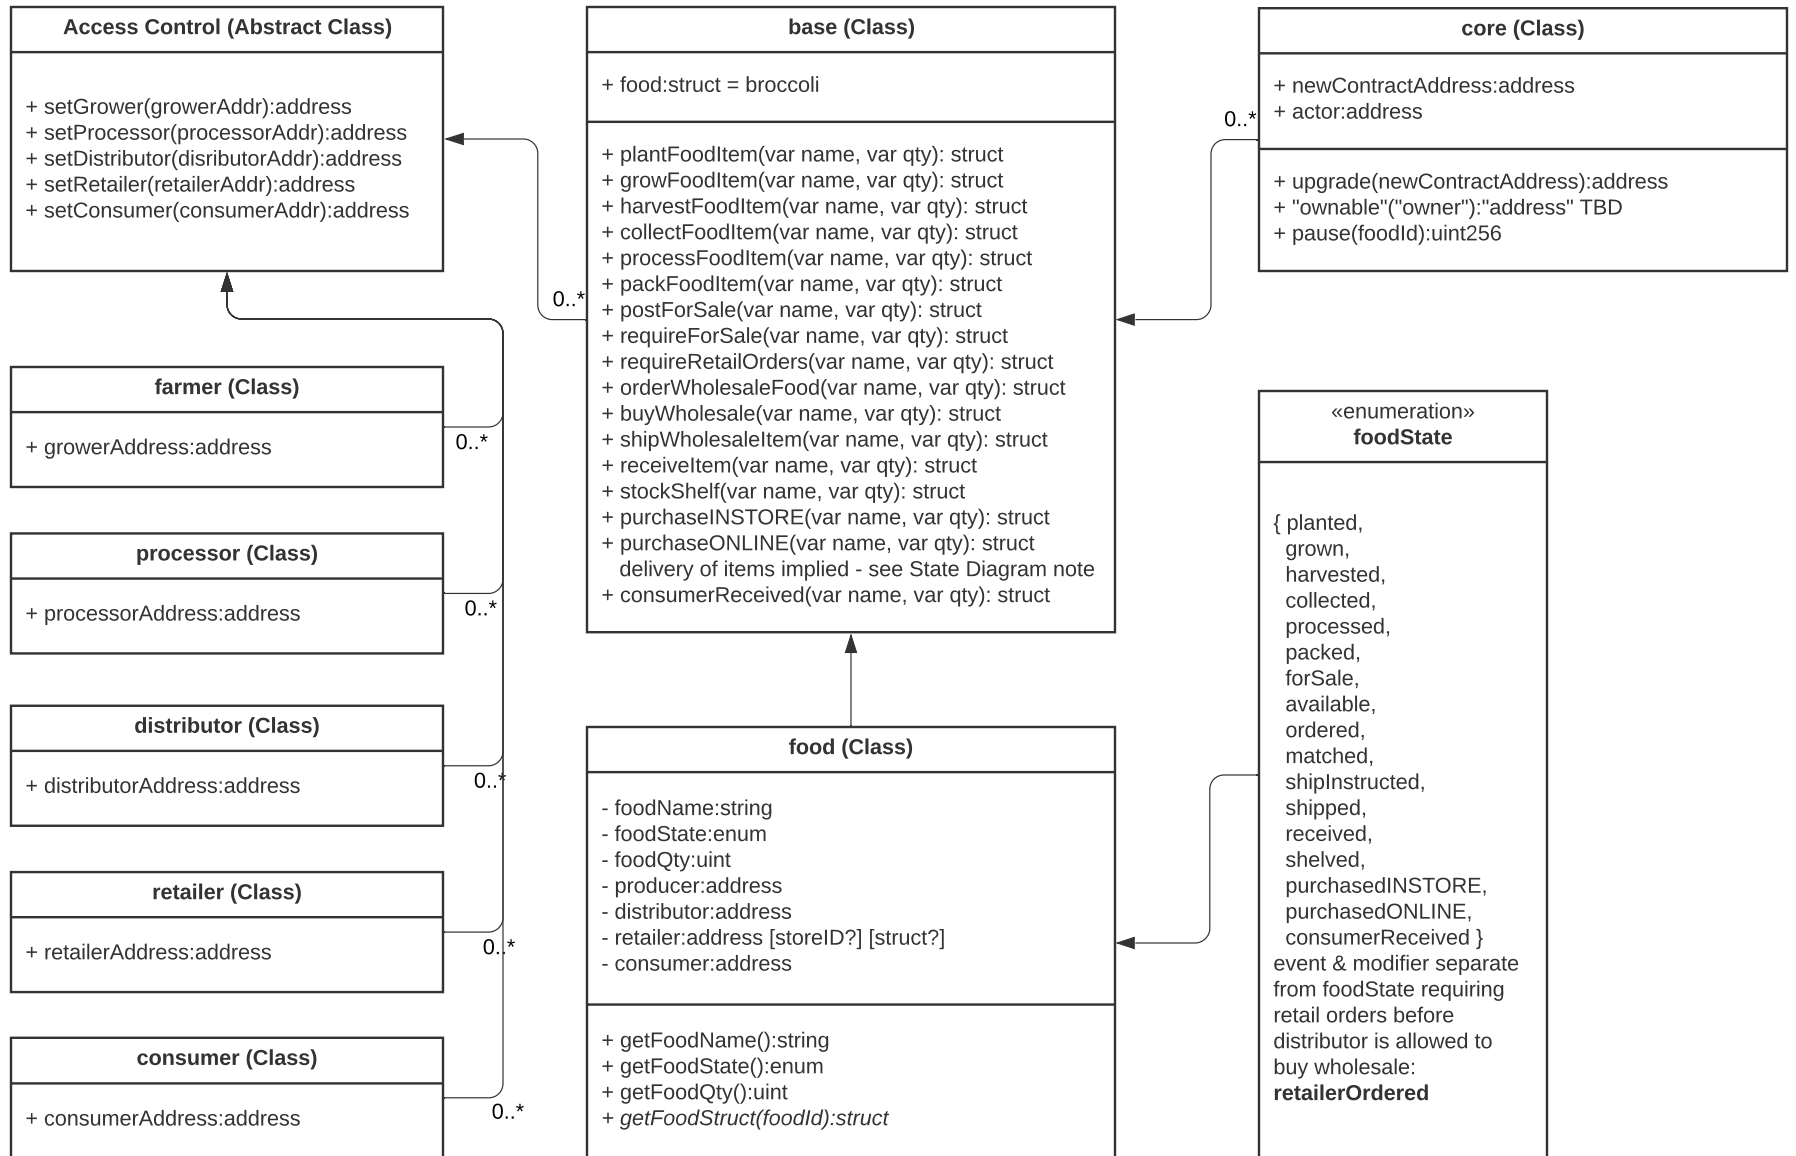 Access Control (Abstract Class)
+ setGrower(growerAddr):address
+ setProcessor(processorAddr):address
+ setDistributor(disributorAddr):address
+ setRetailer(retailerAddr):address
+ setConsumer(consumerAddr):address
farmer (Class)
+ growerAddress:address
0..*
processor (Class)
+ processorAddress:address
0..*
distributor (Class)
+ distributorAddress:address
0..*
retailer (Class)
+ retailerAddress:address
0..*
consumer (Class)
+ consumerAddress:address
0..*
base (Class)
+ food:struct = broccoli
+ plantFoodItem(var name, var qty): struct
+ growFoodItem(var name, var qty): struct
+ harvestFoodItem(var name, var qty): struct
+ collectFoodItem(var name, var qty): struct
+ processFoodItem(var name, var qty): struct
+ packFoodItem(var name, var qty): struct
+ postForSale(var name, var qty): struct
+ requireForSale(var name, var qty): struct
+ requireRetailOrders(var name, var qty): struct
+ orderWholesaleFood(var name, var qty): struct
+ buyWholesale(var name, var qty): struct
+ shipWholesaleItem(var name, var qty): struct
+ receiveItem(var name, var qty): struct
+ stockShelf(var name, var qty): struct
+ purchaseINSTORE(var name, var qty): struct
+ purchaseONLINE(var name, var qty): struct
delivery of items implied - see State Diagram note
+ consumerReceived(var name, var qty): struct
0..*
food (Class)
- foodName:string
- foodState:enum
- foodQty:uint
- producer:address
- distributor:address
- retailer:address [storeID?] [struct?]
- consumer:address
+ getFoodName():string
+ getFoodState():enum
+ getFoodQty():uint
+ getFoodStruct(foodId):struct
core (Class)
+ newContractAddress:address
+ actor:address
+ upgrade(newContractAddress):address
+ "ownable"("owner"):"address" TBD
+ pause(foodId):uint256
0..*
«enumeration»
foodState
{ planted,
grown,
harvested,
collected,
processed,
packed,
forSale,
available,
ordered,
matched,
shipInstructed,
shipped,
received,
shelved,
purchasedINSTORE,
purchasedONLINE,
consumerReceived }
event & modifier separate
from foodState requiring
retail orders before
distributor is allowed to
buy wholesale:
retailerOrdered